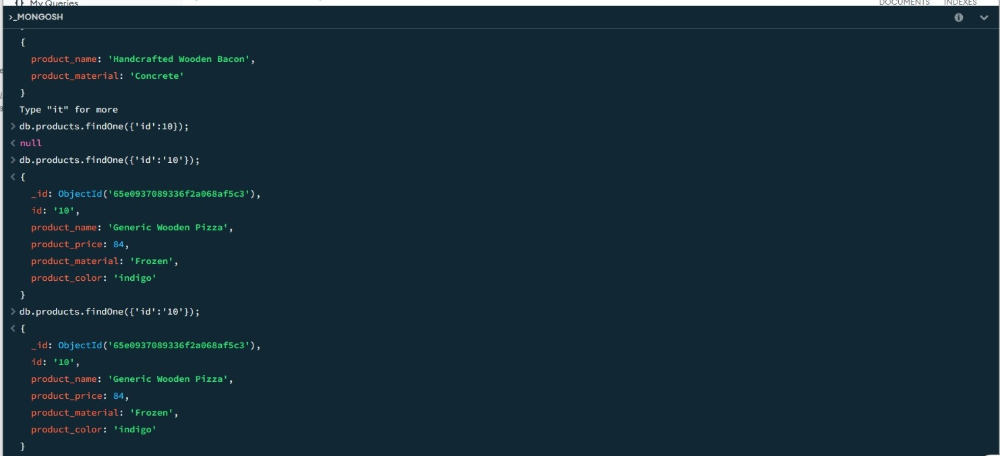 My Queries
DOCUMENTS INDEXES
>_MONGOSH
{
product_name: 'Handcrafted Wooden Bacon',
product_material: 'Concrete'
}
Type "it" for more
> db.products.findOne({'id':10});
< null
> db.products.findOne({'id':'10'});
< {
_id: ObjectId('65e0937089336f2a068af5c3'),
id: '10',
product_name: 'Generic Wooden Pizza',
product_price: 84,
product_material: 'Frozen',
product_color: 'indigo'
}
> db.products.findOne({'id':'10'});
< {
_id: ObjectId('65e0937089336f2a068af5c3'),
id: '10',
product_name: 'Generic Wooden Pizza',
product_price: 84,
product_material: 'Frozen',
product_color: 'indigo'
}